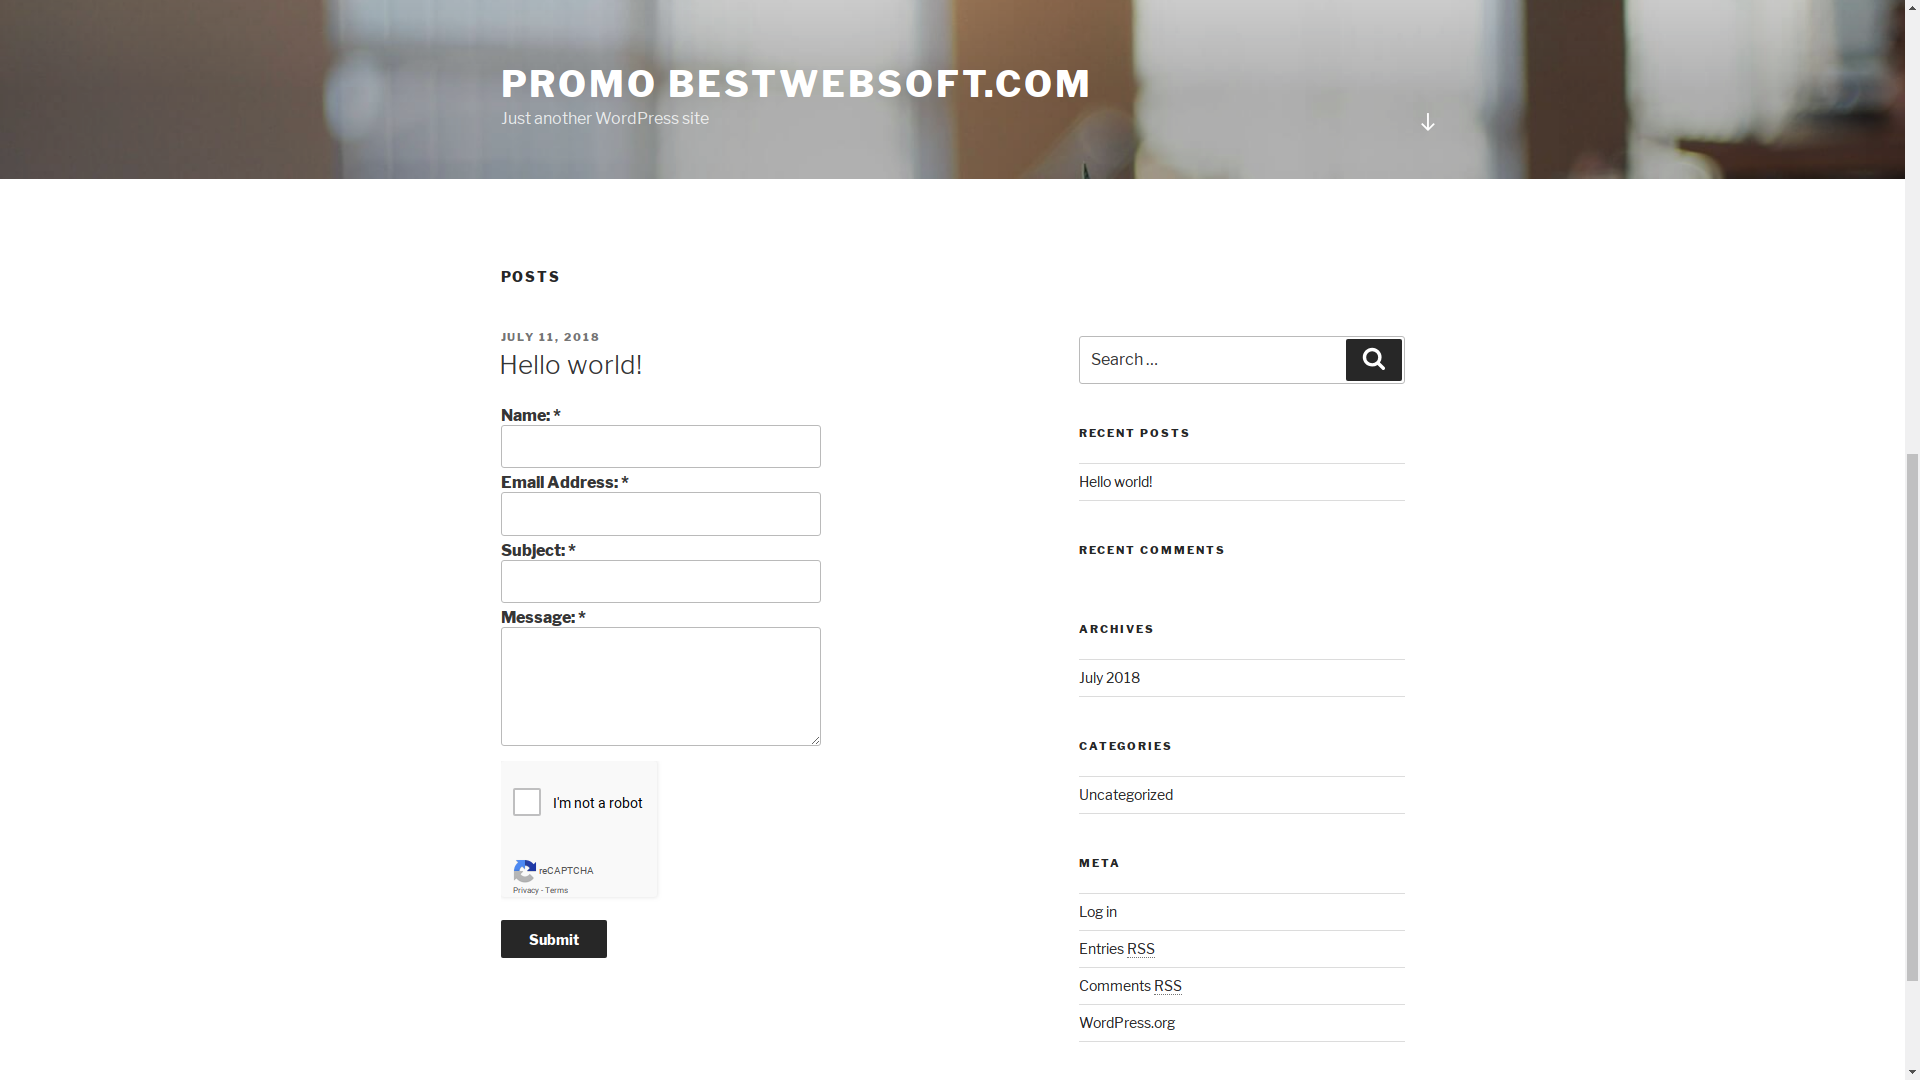 PROMO BESTWEBSOFT.COM
Just another WordPress site
POSTS
JULY 11, 2018
Hello world!
Name: *
Email Address: *
Subject: *
Message: *
I'm not a robot
reCAPTCHA
Privacy - Terms
Submit
Search …
RECENT POSTS
Hello world!
RECENT COMMENTS
ARCHIVES
July 2018
CATEGORIES
Uncategorized
META
Log in
Entries RSS
Comments RSS
WordPress.org